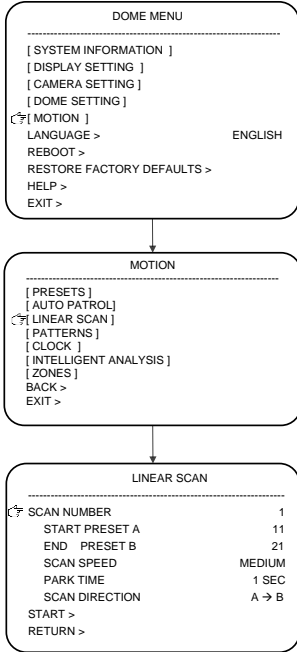 DOME MENU
[ SYSTEM INFORMATION ]
[ DISPLAY SETTING ]
[ CAMERA SETTING ]
[ DOME SETTING ]
[ MOTION ]
LANGUAGE > ENGLISH
REBOOT >
RESTORE FACTORY DEFAULTS >
HELP >
EXIT >
MOTION
[ PRESETS ]
[ AUTO PATROL]
[ LINEAR SCAN ]
[ PATTERNS ]
[ CLOCK ]
[ INTELLIGENT ANALYSIS ]
[ ZONES ]
BACK >
EXIT >
LINEAR SCAN
SCAN NUMBER 1
START PRESET A 11
END PRESET B 21
SCAN SPEED MEDIUM
PARK TIME 1 SEC
SCAN DIRECTION A → B
START >
RETURN >